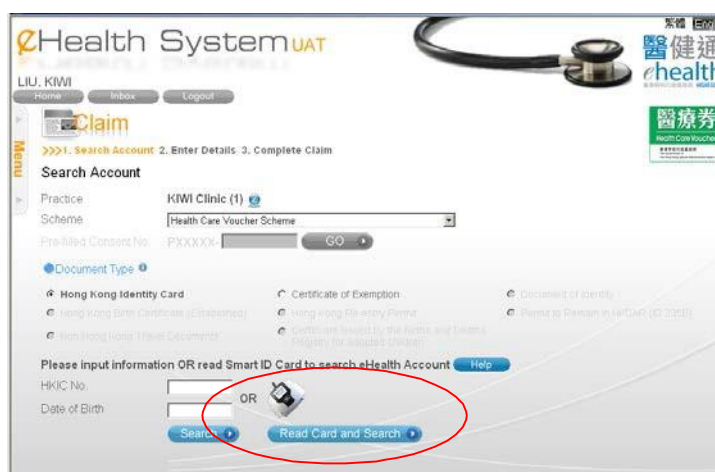 eHealth System UAT
繁體 Eng
醫健通
ehealth
LIU, KIWI
Home Inbox Logout
醫療券
Health Care Voucher
Claim
Menu
>>>1. Search Account 2. Enter Details 3. Complete Claim
Search Account
Practice KIWI Clinic (1)
Scheme Health Care Voucher Scheme
Pre-filled Consent No. PXXXXX- GO
Document Type
Hong Kong Identity Card Certificate of Exemption Document of Identity
Hong Kong Birth Certificate (Established) Hong Kong Re-entry Permit Permit to Remain in HKSAR (ID 235B)
Non Hong Kong Travel Documents Certificate issued by the Births and Deaths Registry for adopted children
Please input information OR read Smart ID Card to search eHealth Account Help
HKIC No.
OR
Date of Birth
Search Read Card and Search